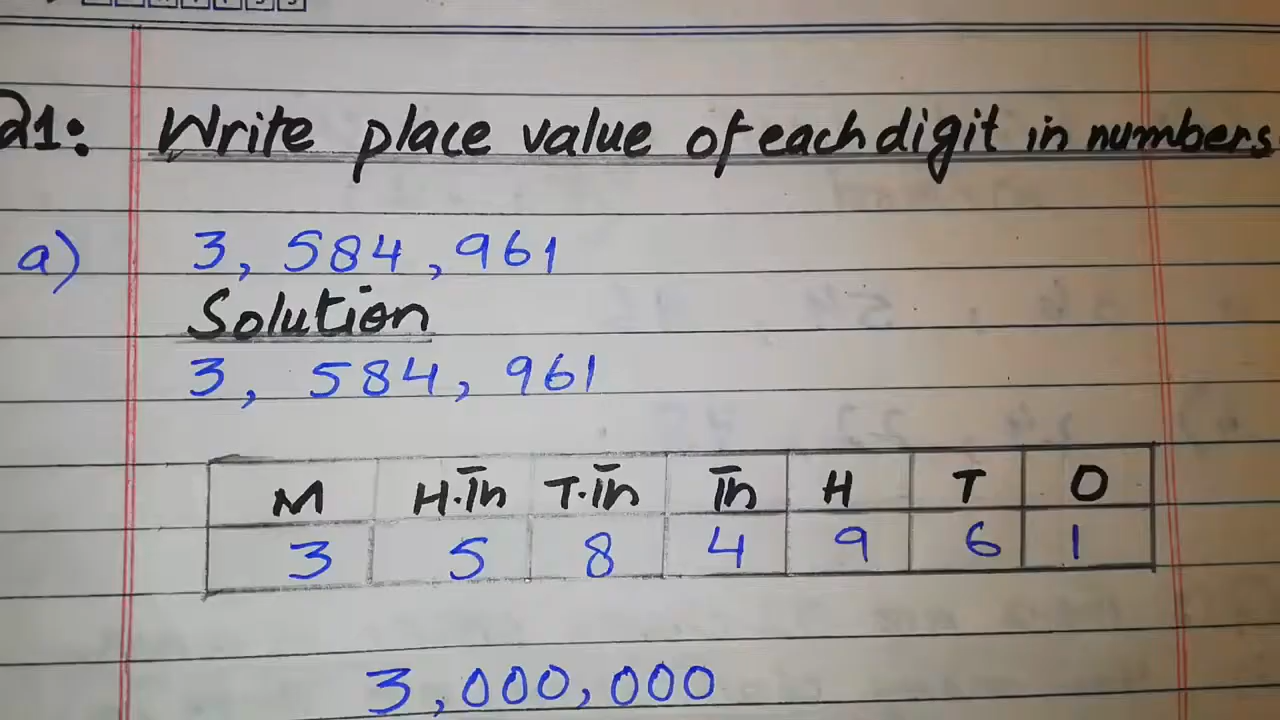 Q1: Write place value of each digit in numbers
a) 3, 584, 961
Solution
3, 584, 961
M H.Th T.Th Th H T O
3 5 8 4 9 6 1
3,000,000